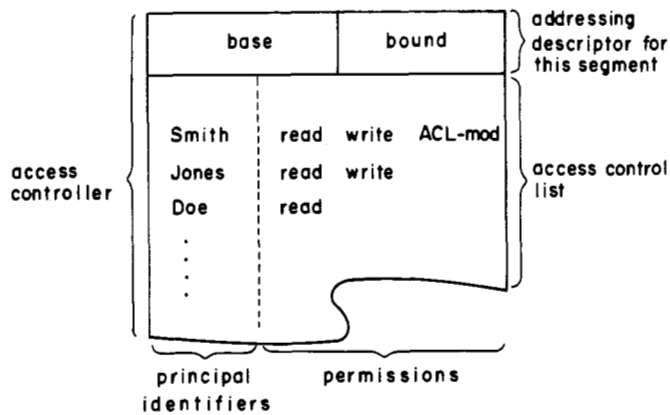 base bound
addressing
descriptor for
this segment
Smith read write ACL-mod
Jones read write
Doe read
access
controller
access control
list
principal
identifiers
permissions